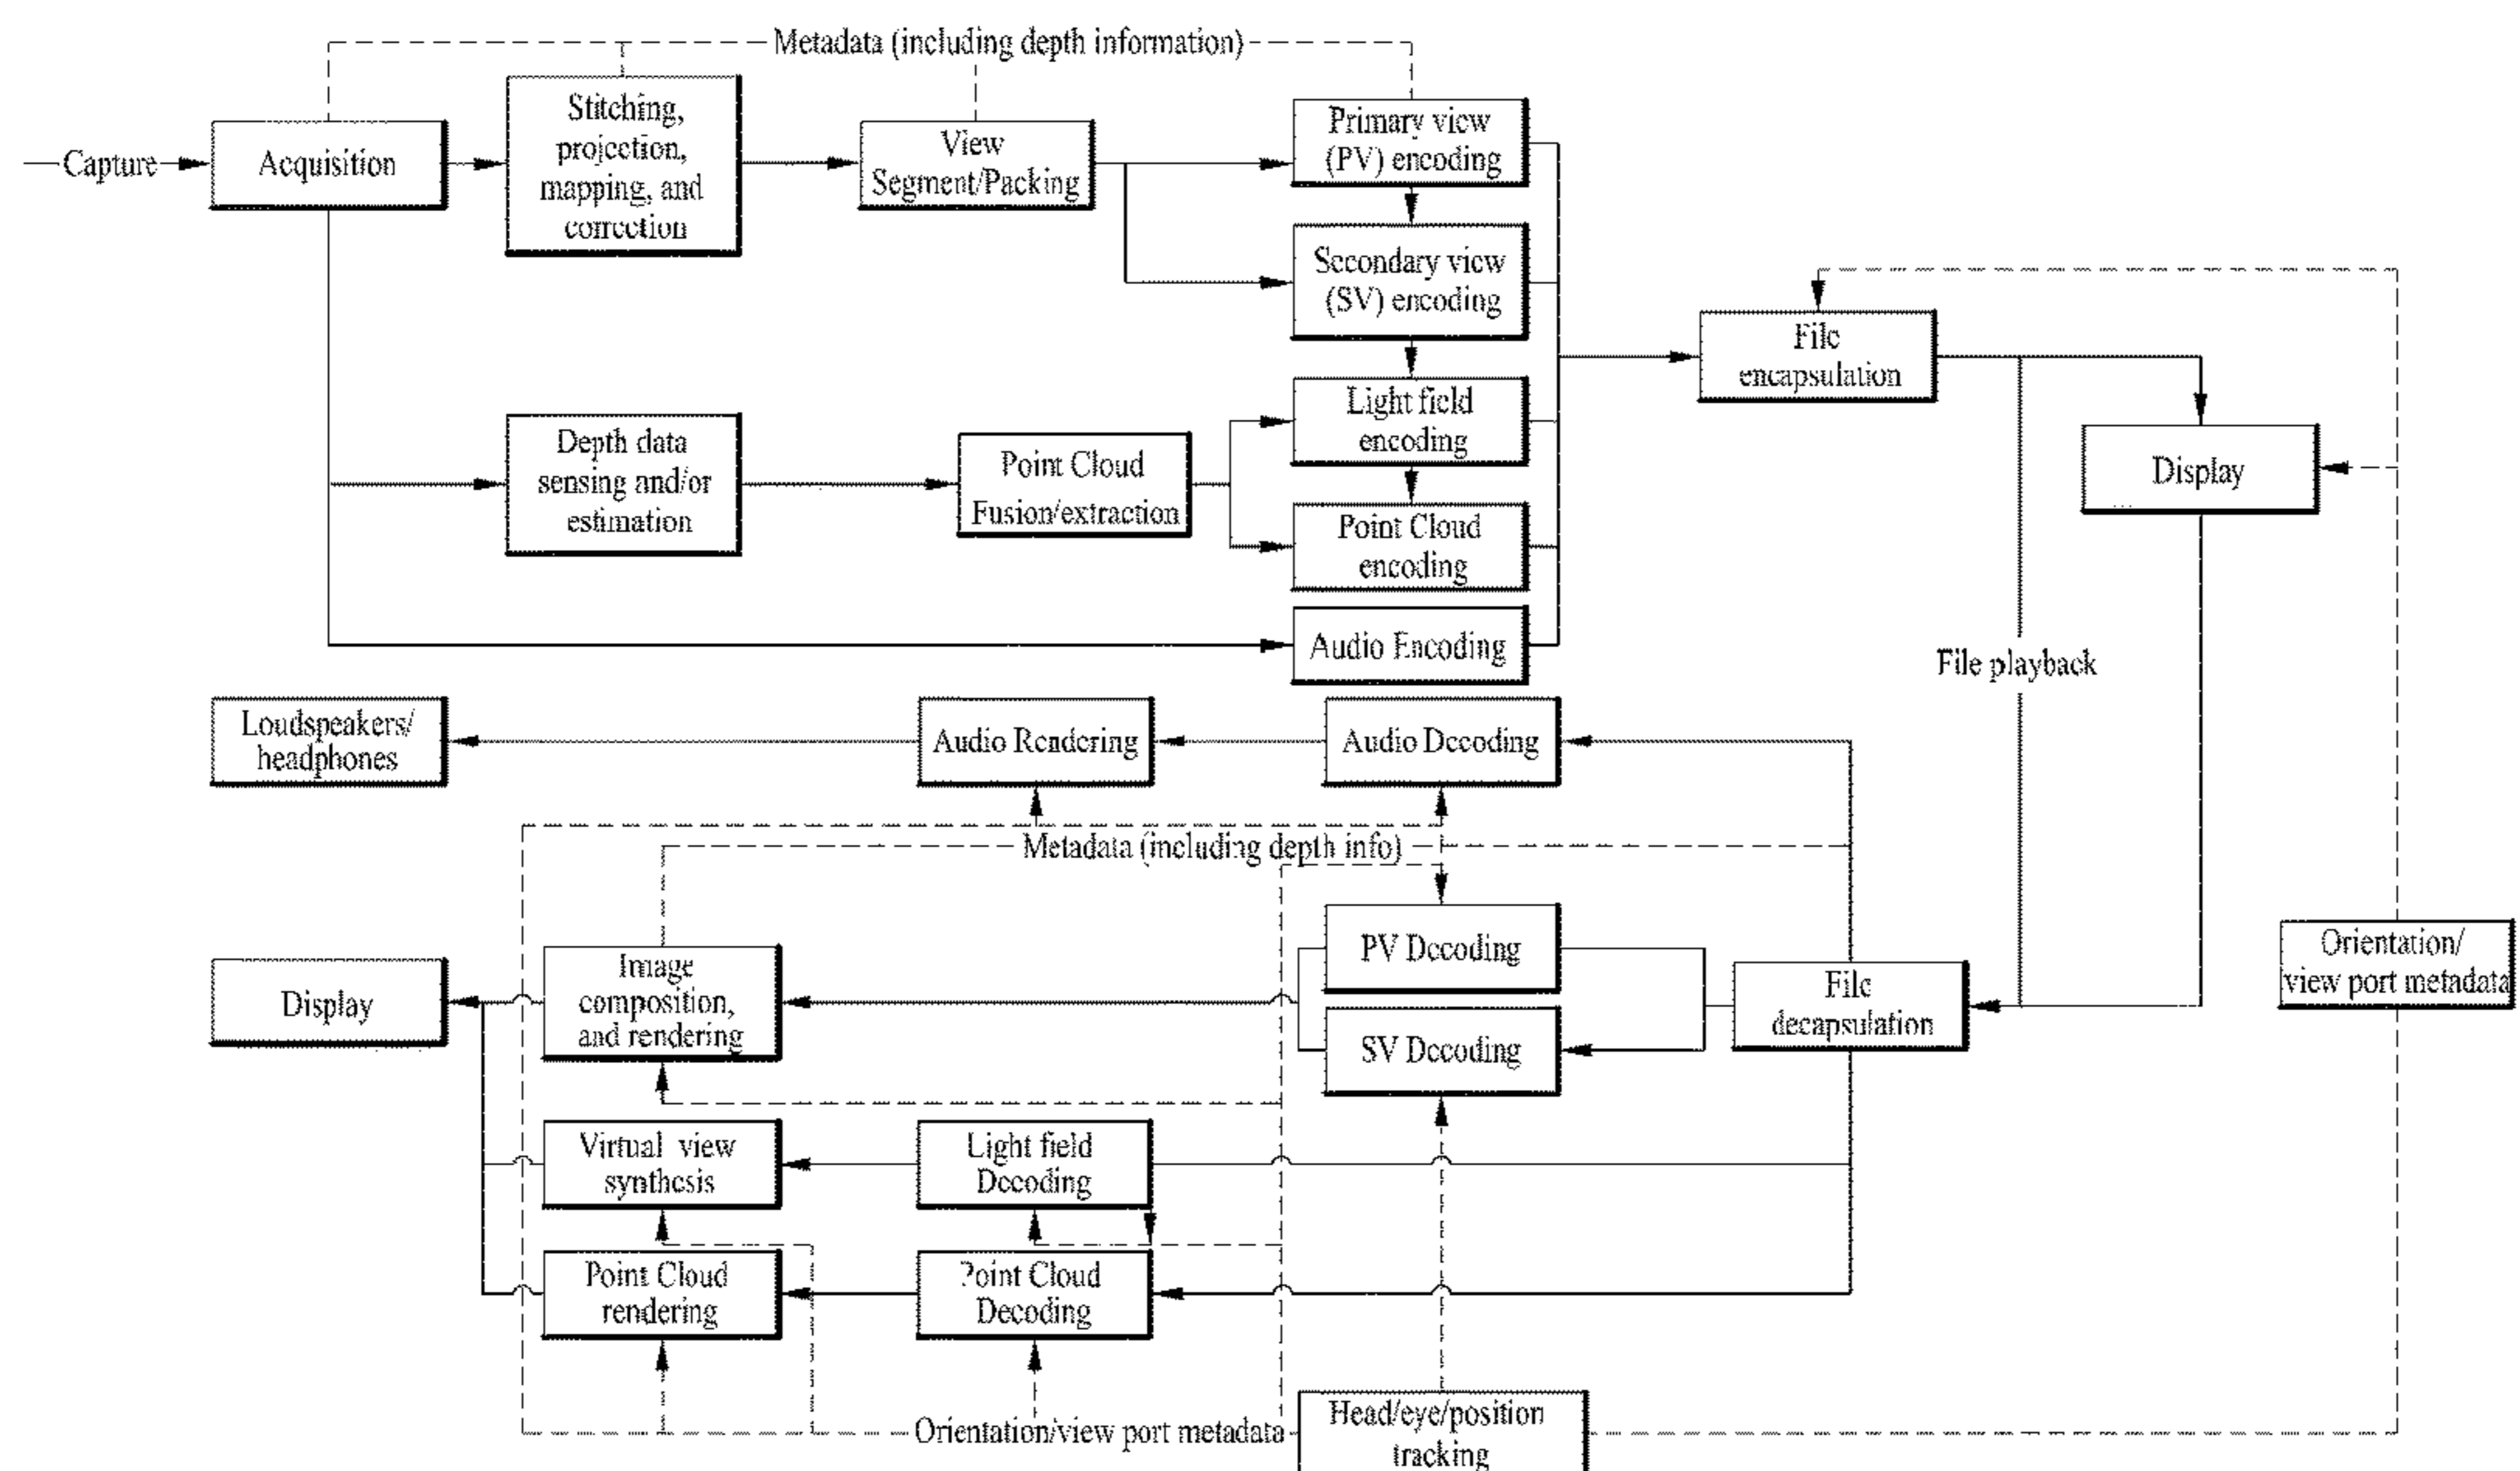 Metadata (including depth information)
Capture
Acquisition
Stitching,
projection,
mapping, and
correction
View
Segment/Packing
Primary view
(PV) encoding
Secondary view
(SV) encoding
File
encapsulation
Light field
encoding
Depth data
sensing and/or
estimation
Point Cloud
Fusion/extraction
Display
Point Cloud
encoding
Audio Encoding
File playback
Loudspeakers/
headphones
Audio Rendering
Audio Decoding
Metadata (including depth info)
PV Decoding
Orientation/
view port metadata
Display
Image
composition,
and rendering
SV Decoding
File
decapsulation
Virtual view
synthesis
Light field
Decoding
Point Cloud
rendering
Point Cloud
Decoding
Orientation/view port metadata
Head/eye/position
tracking